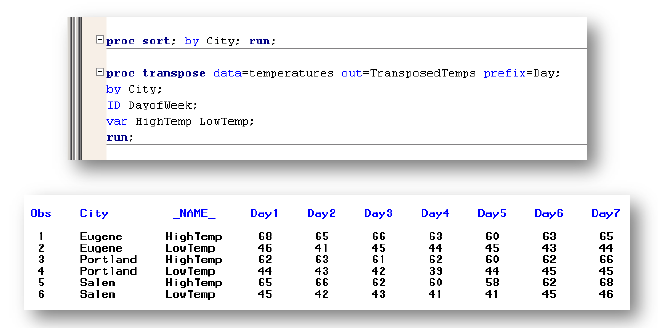 proc sort; by City; run;
proc transpose data=temperatures out=TransposedTemps prefix=Day;
by City;
ID DayofWeek;
var HighTemp LowTemp;
run;
Obs City _NAME_ Day1 Day2 Day3 Day4 Day5 Day6 Day7
1 Eugene HighTemp 68 65 66 63 60 63 65
2 Eugene LowTemp 46 41 45 44 45 43 44
3 Portland HighTemp 62 63 61 62 60 62 66
4 Portland LowTemp 44 43 42 39 44 45 45
5 Salen HighTemp 65 66 62 60 58 62 68
6 Salen LowTemp 45 42 43 41 41 45 46